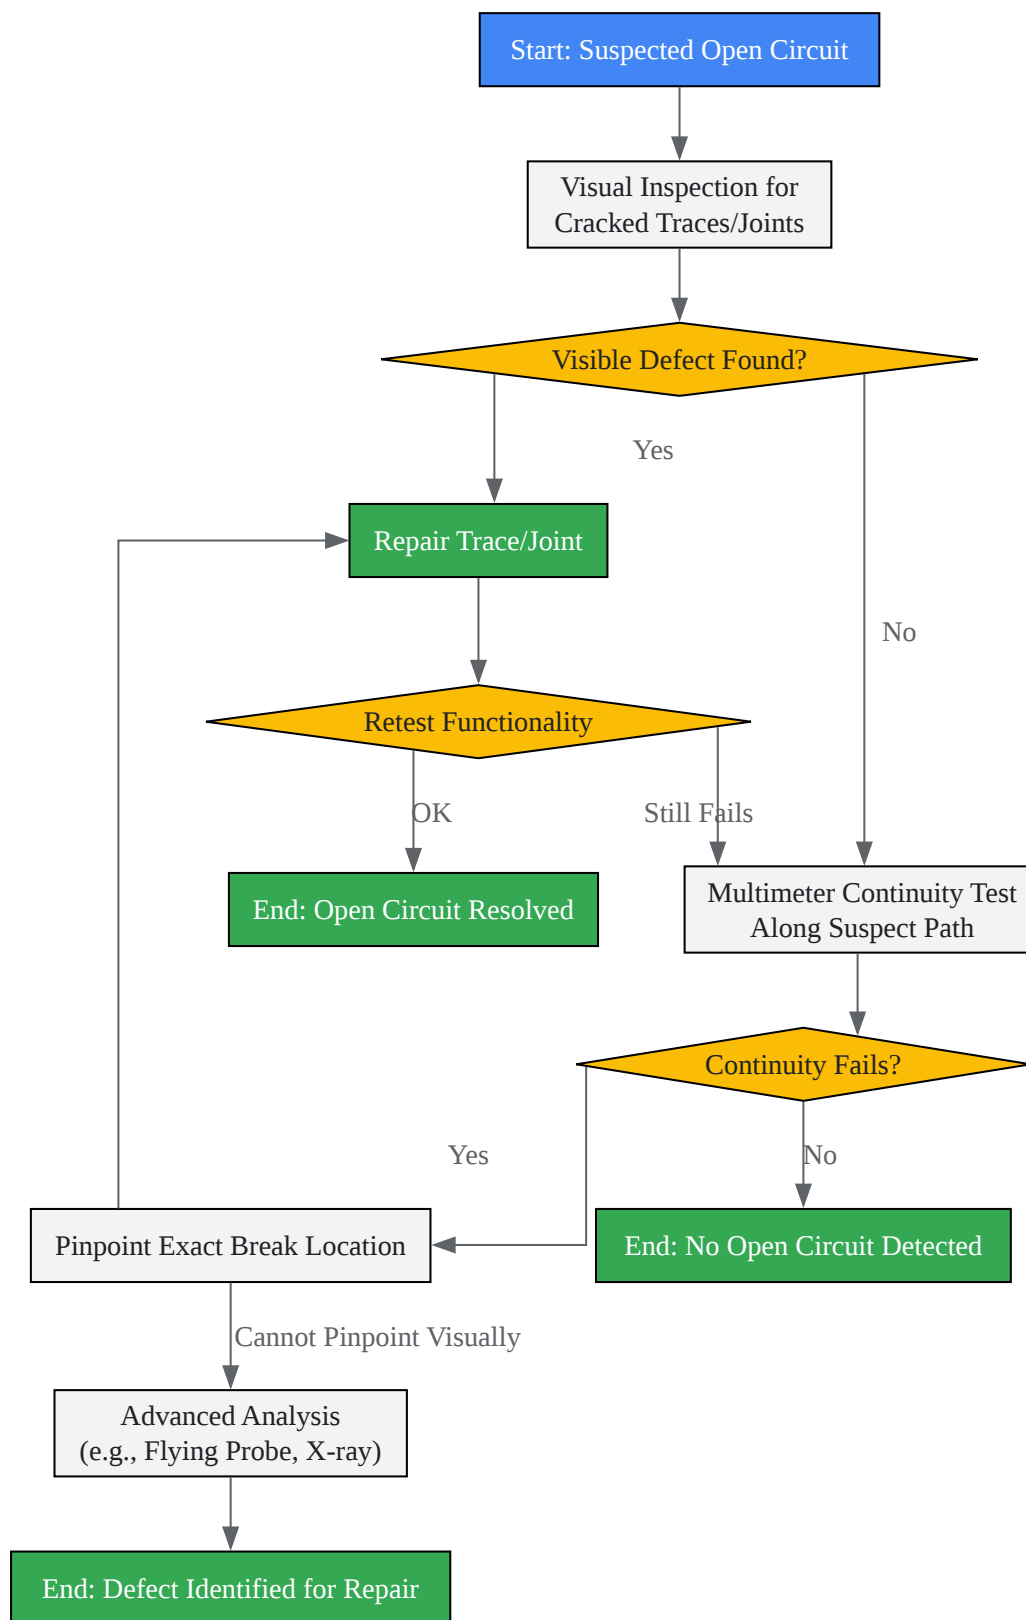 Start: Suspected Open Circuit
Visual Inspection for
Cracked Traces/Joints
Visible Defect Found?
Yes
Repair Trace/Joint
No
Retest Functionality
OK
Still Fails
End: Open Circuit Resolved
Multimeter Continuity Test
Along Suspect Path
Continuity Fails?
Yes
No
Pinpoint Exact Break Location
End: No Open Circuit Detected
Cannot Pinpoint Visually
Advanced Analysis
(e.g., Flying Probe, X-ray)
End: Defect Identified for Repair